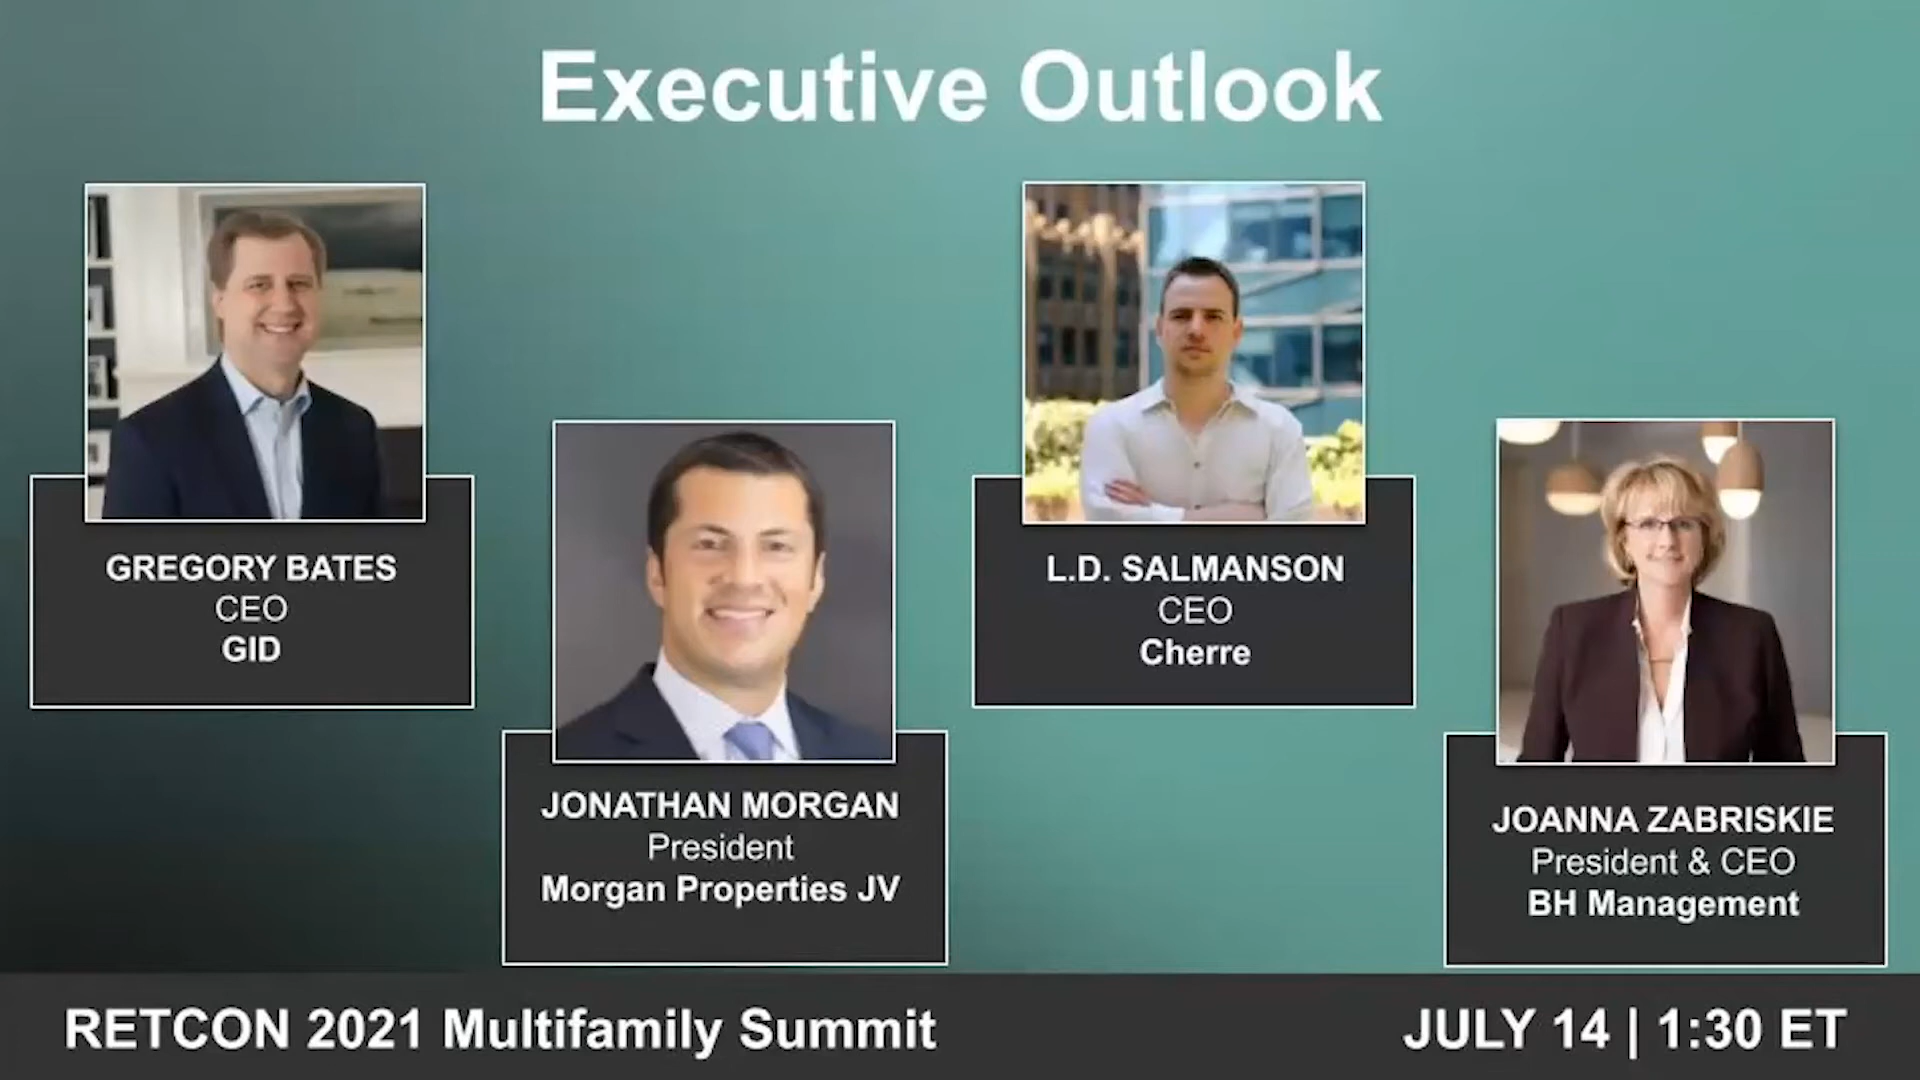 Executive Outlook
GREGORY BATES
CEO
GID
JONATHAN MORGAN
President
Morgan Properties JV
L.D. SALMANSON
CEO
Cherre
JOANNA ZABRISKIE
President & CEO
BH Management
RETCON 2021 Multifamily Summit
JULY 14 | 1:30 ET